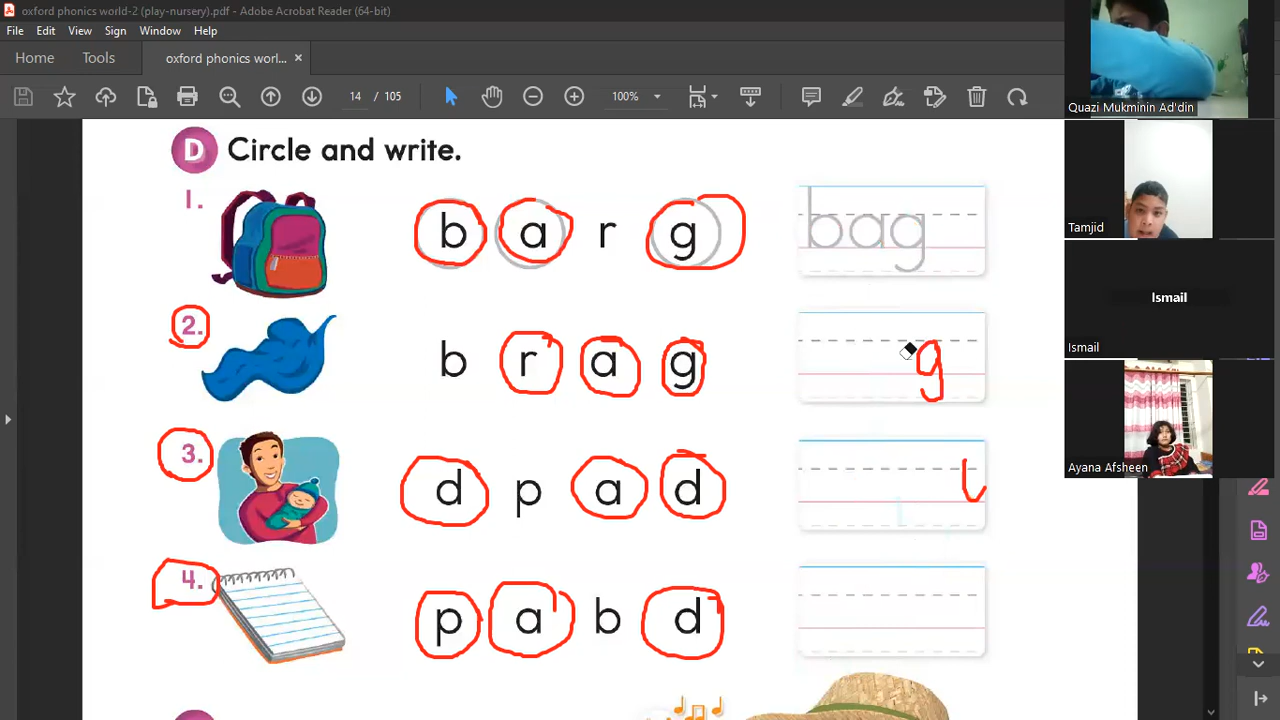 oxford phonics world-2 (play-nursery).pdf - Adobe Acrobat Reader (64-bit)
File Edit View Sign Window Help
Home Tools oxford phonics worl... ×
14 / 105 100%
Quazi Mukminin Ad'din
Tamjid
Ismail
Ismail
Ayana Afsheen
D Circle and write.
1. b a r g bag
2. b r a g g
3. d p a d
4. p a b d